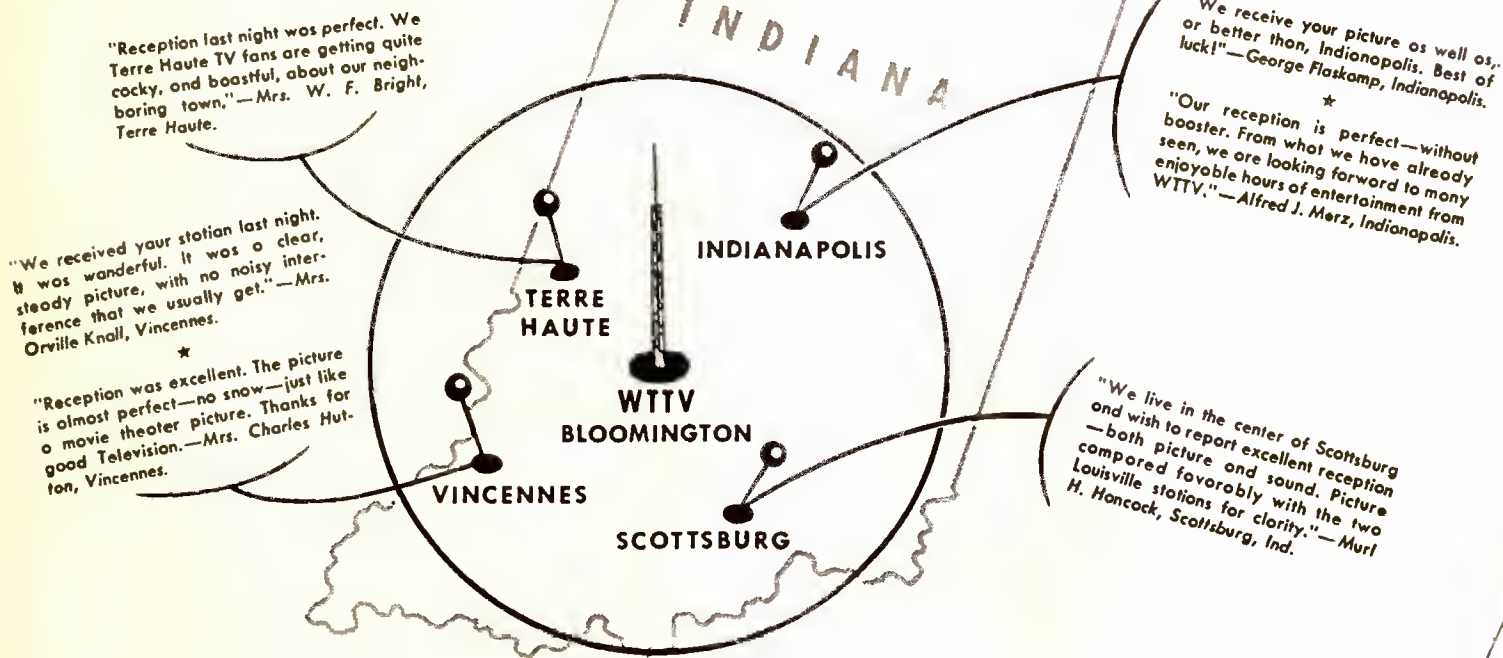 INDIANA
"Reception last night was perfect. We
Terre Haute TV fans are getting quite
cocky, and boastful, about our neigh-
boring town,"—Mrs. W. F. Bright,
Terre Haute.
"We received your station last night.
It was wonderful. It was a clear,
steady picture, with no noisy inter-
ference that we usually get."—Mrs.
Orville Knoll, Vincennes.
★
"Reception was excellent. The picture
is almost perfect—no snow—just like
a movie theater picture. Thanks for
good Television.—Mrs. Charles Hut-
ton, Vincennes.
INDIANAPOLIS
TERRE
HAUTE
WTTV
BLOOMINGTON
VINCENNES
SCOTTSBURG
We receive your picture as well as,
or better than, Indianapolis. Best of
luck!"—George Flaskamp, Indianapolis.
★
"Our reception is perfect—without
booster. From what we have already
seen, we are looking forward to many
enjoyable hours of entertainment from
WTTV."—Alfred J. Merz, Indianapolis.
"We live in the center of Scottsburg
and wish to report excellent reception
—both picture and sound. Picture
compared favorably with the two
Louisville stations for clarity."—Murl
H. Hancock, Scottsburg, Ind.